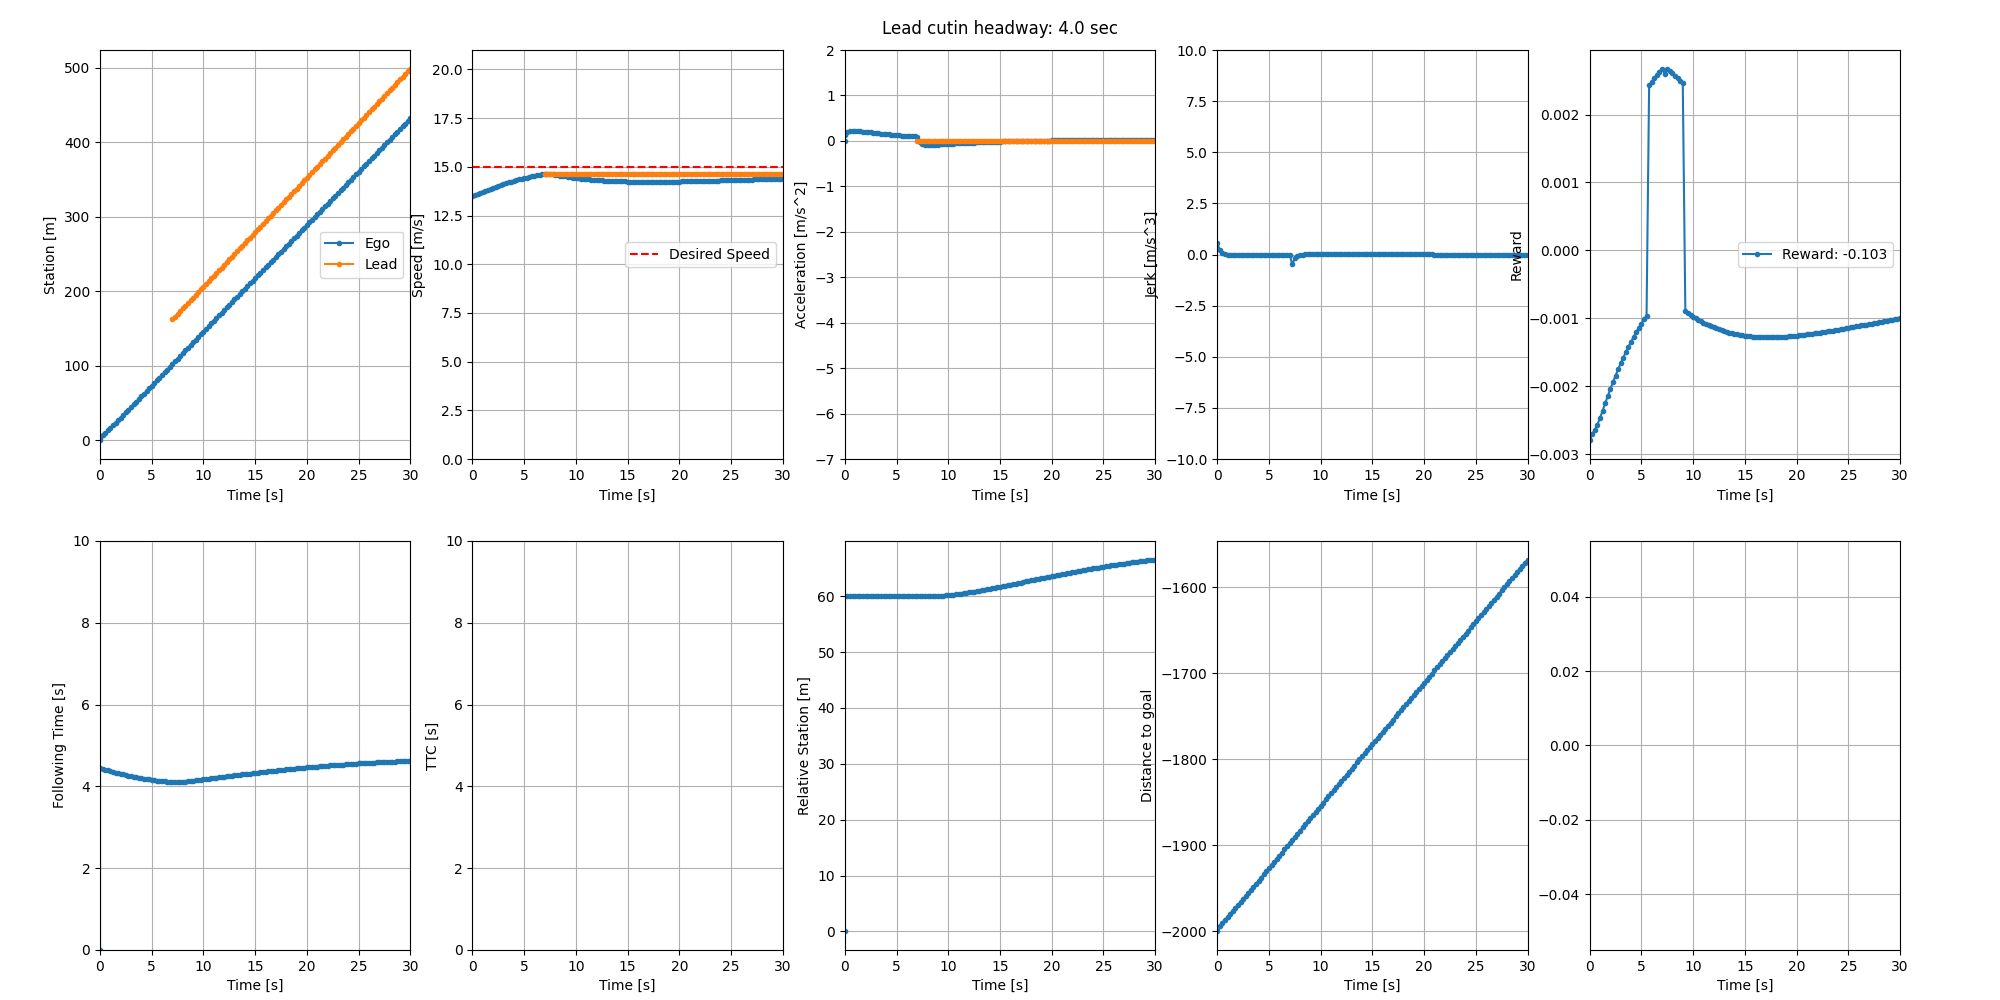 Lead cutin headway: 4.0 sec
Station [m]
500
400
300
200
100
0
Ego
Lead
0 5 10 15 20 25 30
Time [s]
Speed [m/s]
20.0
17.5
15.0
12.5
10.0
7.5
5.0
2.5
0.0
Desired Speed
0 5 10 15 20 25 30
Time [s]
Acceleration [m/s^2]
2
1
0
−1
−2
−3
−4
−5
−6
−7
0 5 10 15 20 25 30
Time [s]
Jerk [m/s^3]
10.0
7.5
5.0
2.5
0.0
−2.5
−5.0
−7.5
−10.0
0 5 10 15 20 25 30
Time [s]
Reward
0.002
0.001
0.000
−0.001
−0.002
−0.003
Reward: -0.103
0 5 10 15 20 25 30
Time [s]
Following Time [s]
10
8
6
4
2
0
0 5 10 15 20 25 30
Time [s]
TTC [s]
10
8
6
4
2
0
0 5 10 15 20 25 30
Time [s]
Relative Station [m]
60
50
40
30
20
10
0
0 5 10 15 20 25 30
Time [s]
Distance to goal
−1600
−1700
−1800
−1900
−2000
0 5 10 15 20 25 30
Time [s]
0.04
0.02
0.00
−0.02
−0.04
0 5 10 15 20 25 30
Time [s]